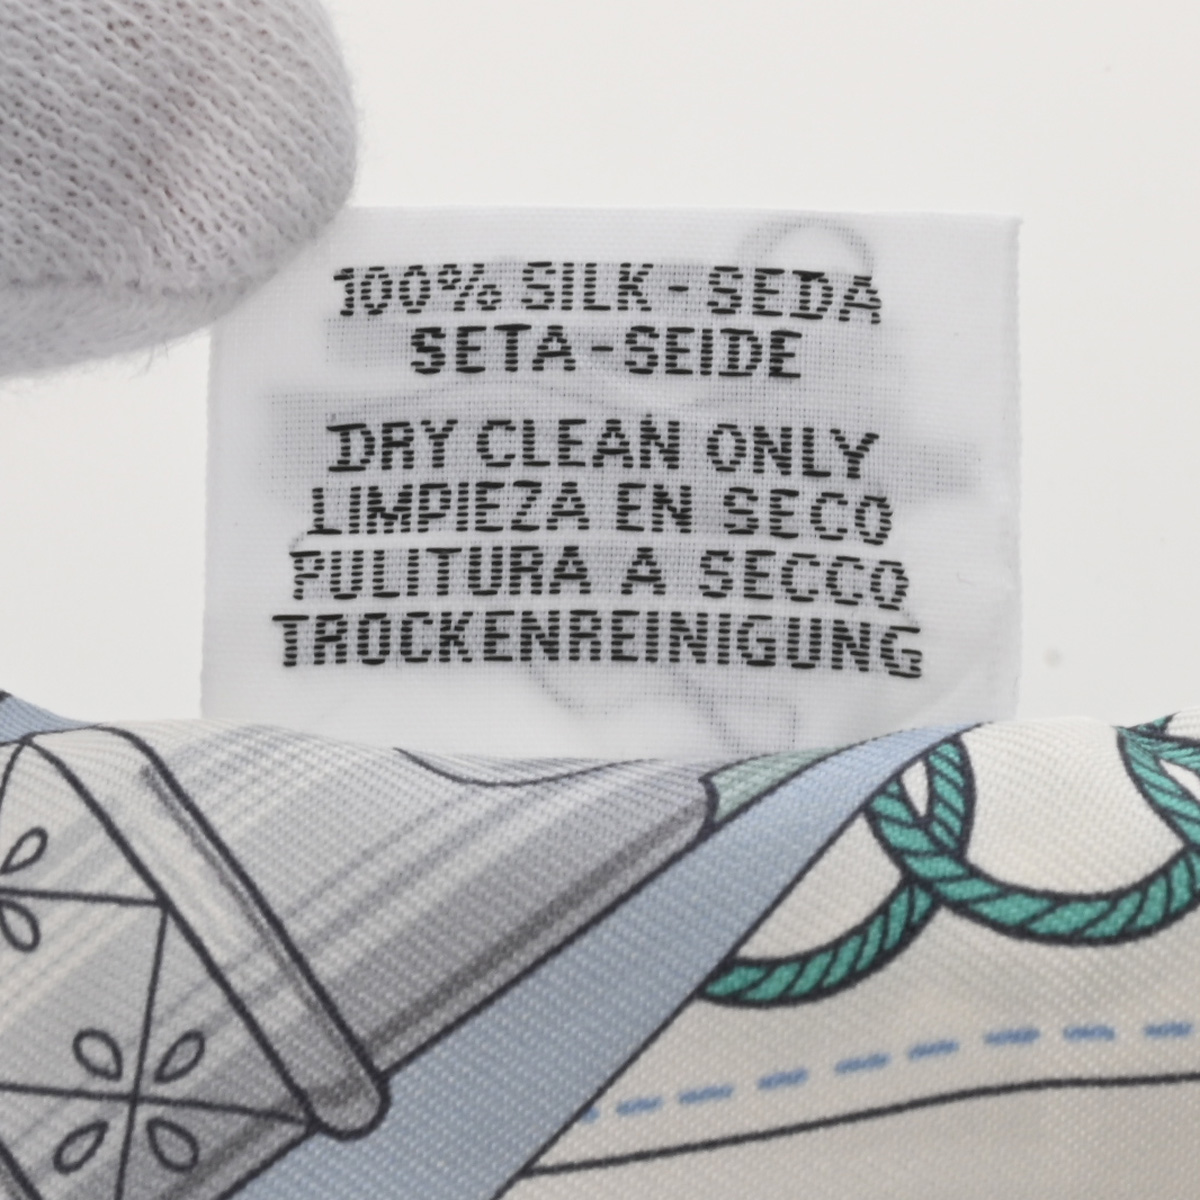 100% SILK-SEDA
SETA-SEIDE
DRY CLEAN ONLY
LIMPIEZA EN SECO
PULITURA A SECCO
TROCKENREINIGUNG